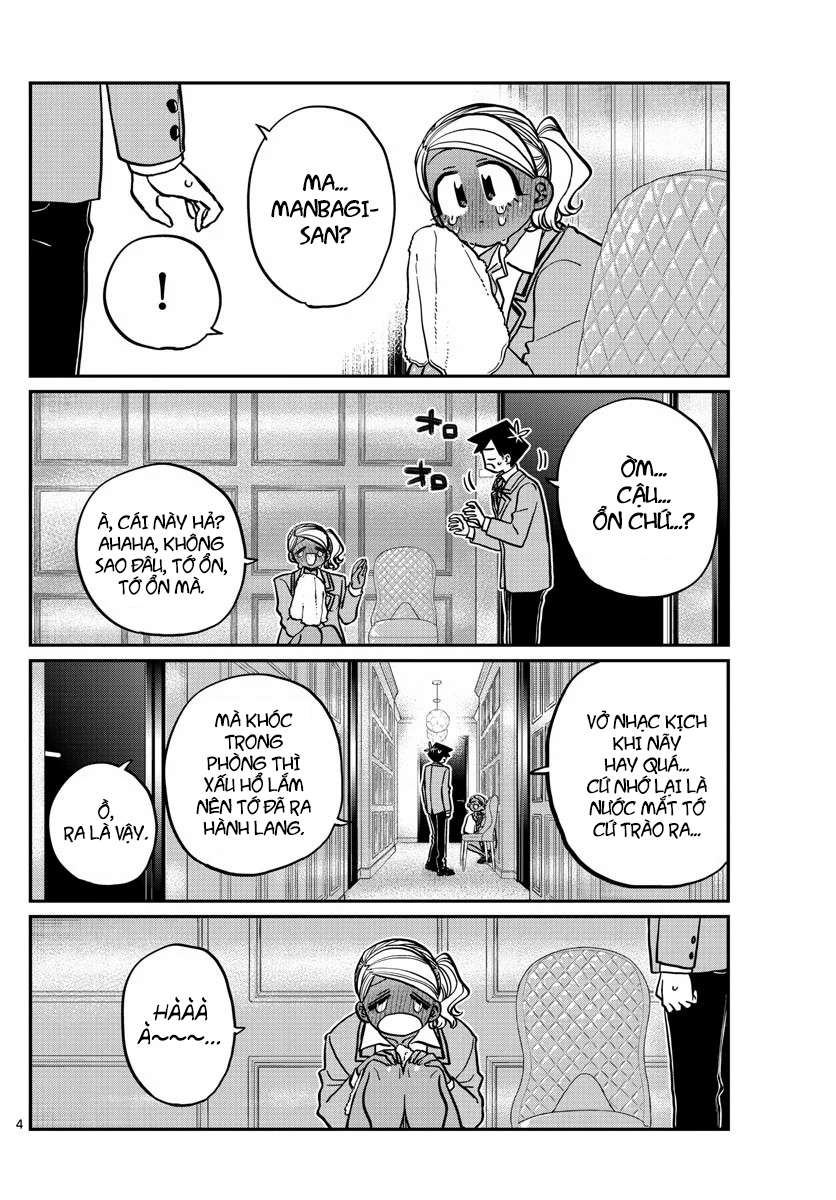 MA...
MANBAGI-
SAN?
!
ỜM...
CẬU...
ỔN CHỨ...?
オロ
オロ
À, CÁI NÀY HẢ?
AHAHA, KHÔNG
SAO ĐÂU, TỚ ỔN,
TỚ ỔN MÀ.
VỞ NHẠC KỊCH
KHI NÃY
HAY QUÁ...
CỨ NHỚ LẠI LÀ
NƯỚC MẮT TỚ
CỨ TRÀO RA...
MÀ KHÓC
TRONG
PHÒNG THÌ
XẤU HỔ LẮM
NÊN TỚ ĐÃ RA
HÀNH LANG.
Ồ,
RA LÀ VẬY.
HÀÀÀ
À~~~~...
4